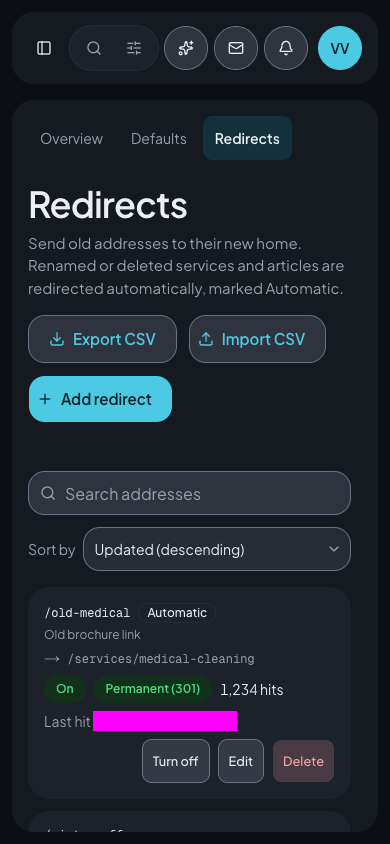 VV
Overview Defaults Redirects
Redirects
Send old addresses to their new home.
Renamed or deleted services and articles are
redirected automatically, marked Automatic.
Export CSV Import CSV
Add redirect
Search addresses
Sort by Updated (descending)
/old-medical Automatic
Old brochure link
→ /services/medical-cleaning
On Permanent (301) 1,234 hits
Last hit
Turn off Edit Delete